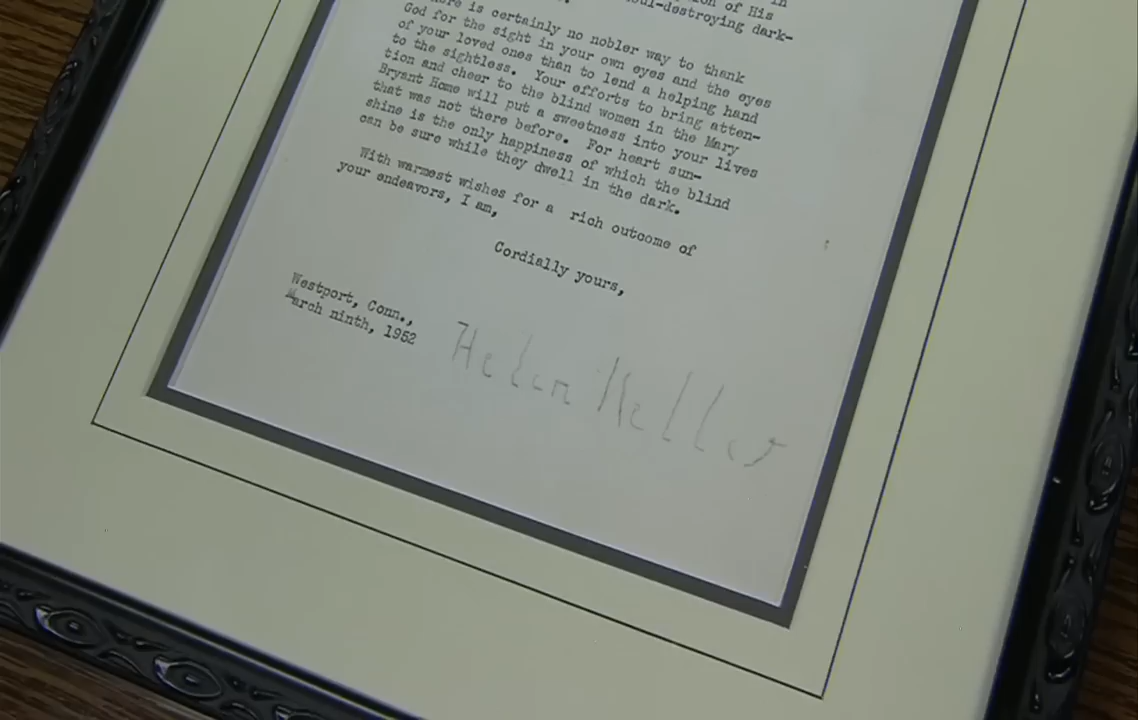 of His
soul-destroying dark-
There is certainly no nobler way to thank
God for the sight in your own eyes and the eyes
of your loved ones than to lend a helping hand
to the sightless. Your efforts to bring atten-
tion and cheer to the blind women in the Mary
Bryant Home will put a sweetness into your lives
that was not there before. For heart sun-
shine is the only happiness of which the blind
can be sure while they dwell in the dark.
With warmest wishes for a rich outcome of
your endeavors, I am,
Cordially yours,
Westport, Conn.,
March ninth, 1952
Helen Keller